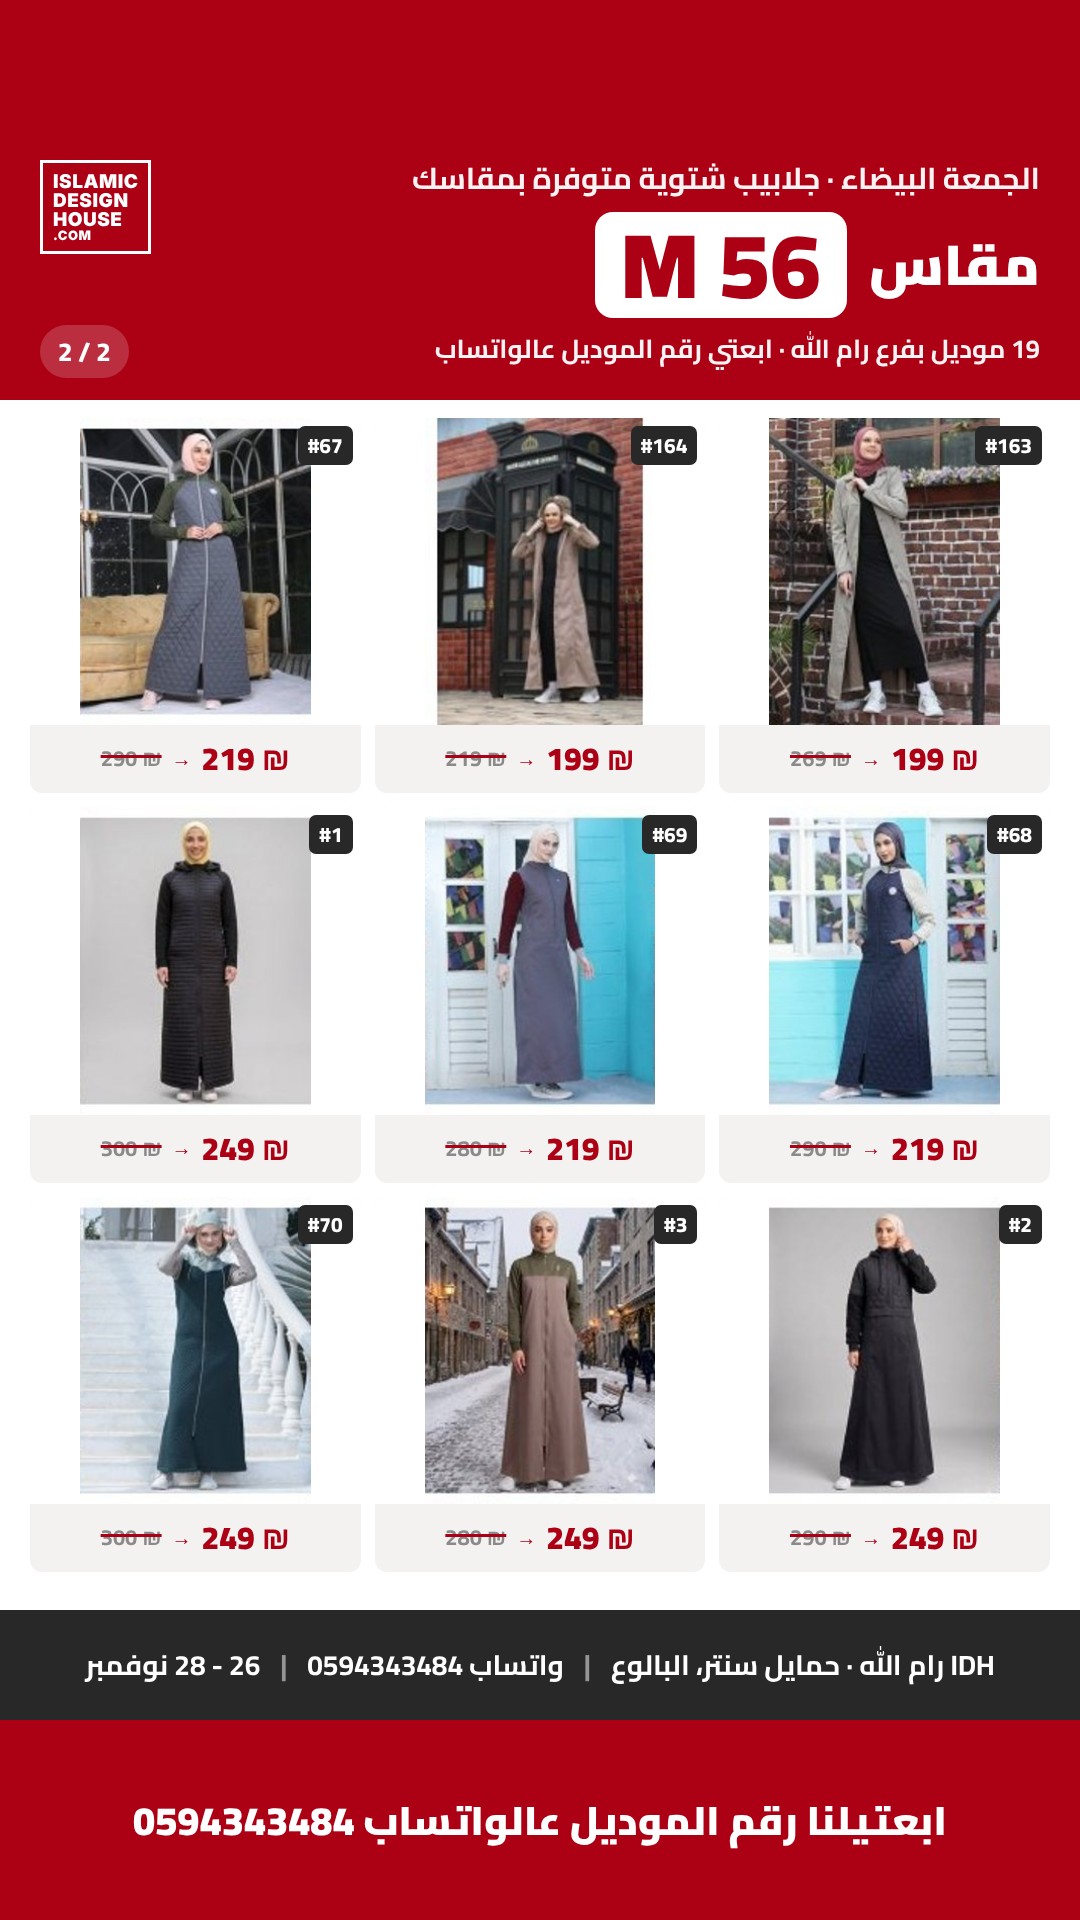 ISLAMIC
DESIGN
HOUSE
.COM
الجمعة البيضاء · جلابيب شتوية متوفرة بمقاسك
مقاس M 56
19 موديل بفرع رام الله · ابعتي رقم الموديل عالواتساب
2 / 2
#163
#164
#67
269 ₪ → 199 ₪
219 ₪ → 199 ₪
290 ₪ → 219 ₪
#68
#69
#1
290 ₪ → 219 ₪
280 ₪ → 219 ₪
300 ₪ → 249 ₪
#2
#3
#70
290 ₪ → 249 ₪
280 ₪ → 249 ₪
300 ₪ → 249 ₪
IDH رام الله · حمايل سنتر، البالوع | واتساب 0594343484 | 26 - 28 نوفمبر
ابعتيلنا رقم الموديل عالواتساب 0594343484